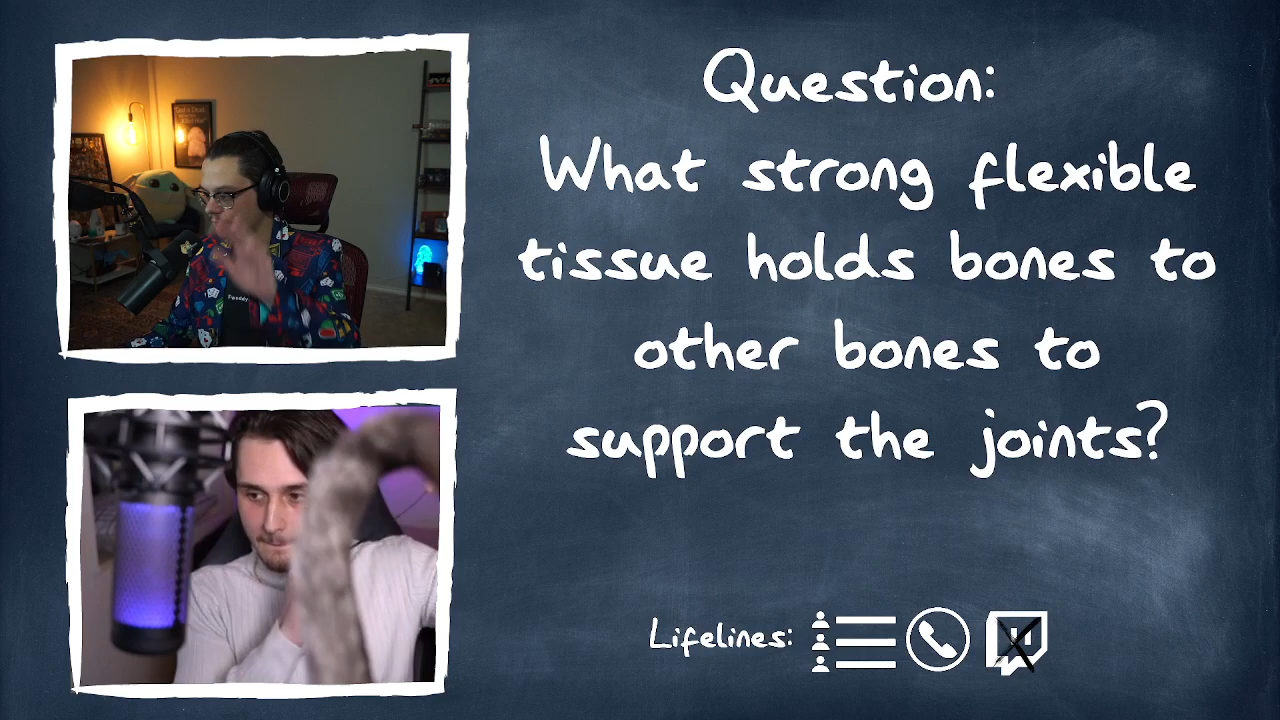 Question:
What strong flexible
tissue holds bones to
other bones to
support the joints?
Lifelines: